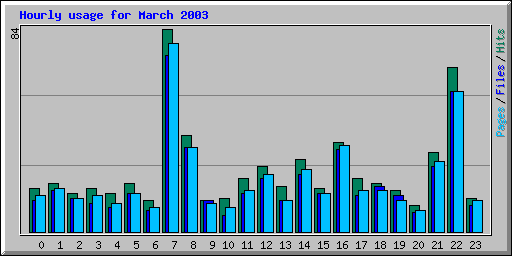 Hourly usage for March 2003
84
Pages / Files / Hits
0 1 2 3 4 5 6 7 8 9 10 11 12 13 14 15 16 17 18 19 20 21 22 23